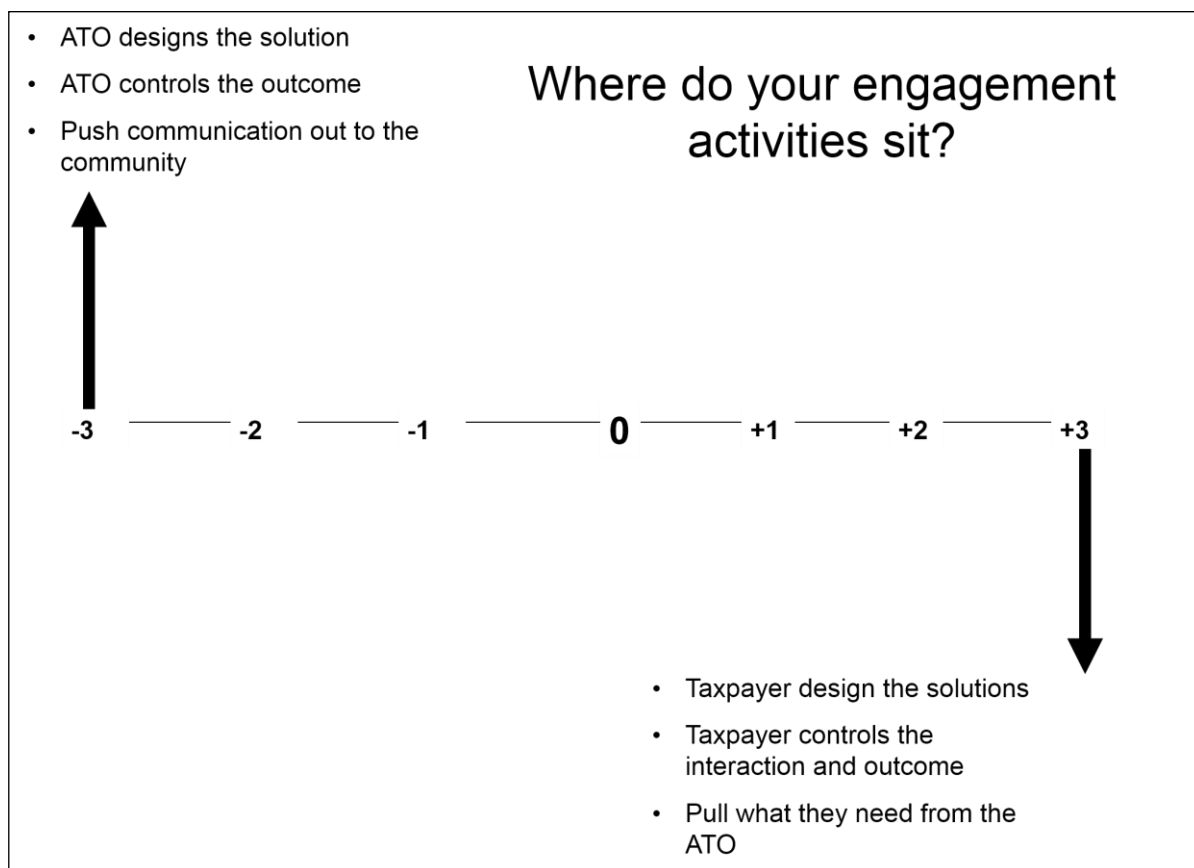 • ATO designs the solution
• ATO controls the outcome
• Push communication out to the
community
Where do your engagement
activities sit?
-3 -2 -1 0 +1 +2 +3
• Taxpayer design the solutions
• Taxpayer controls the
interaction and outcome
• Pull what they need from the
ATO